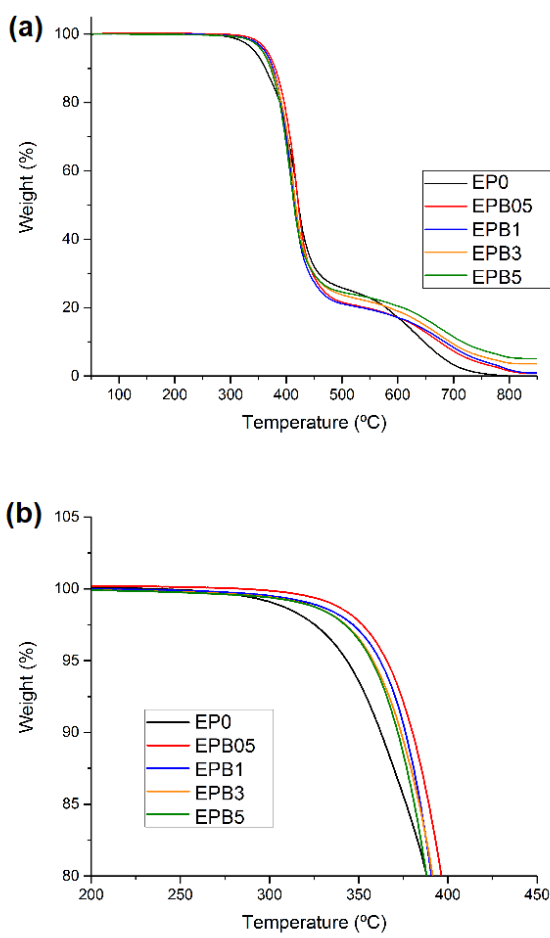 (a)
100
80
60
40
20
0
Weight (%)
EP0
EPB05
EPB1
EPB3
EPB5
100 200 300 400 500 600 700 800
Temperature (ºC)
(b)
105
100
95
90
85
80
Weight (%)
EP0
EPB05
EPB1
EPB3
EPB5
200 250 300 350 400 450
Temperature (ºC)